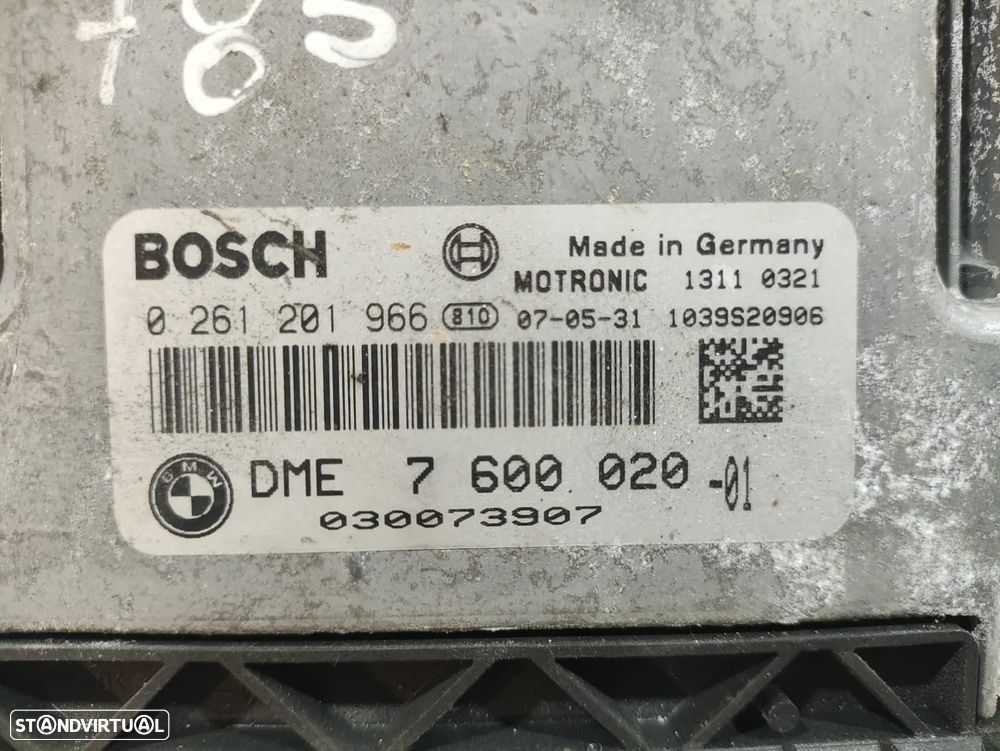 BOSCH
Made in Germany
MOTRONIC 1311 0321
0 261 201 966 810 07-05-31 1039S20906
BMW DME 7 600 020 -01
030073907
STANDVIRTUAL